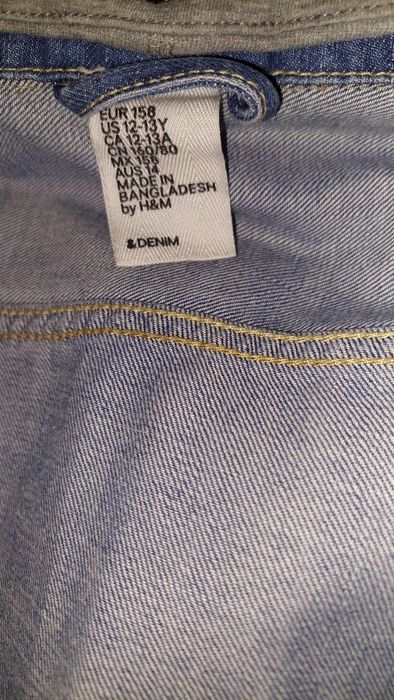 EUR 158
US 12-13Y
CA 12-13A
CN 160/80
MX 158
AUS 14
MADE IN
BANGLADESH
by H&M
&DENIM